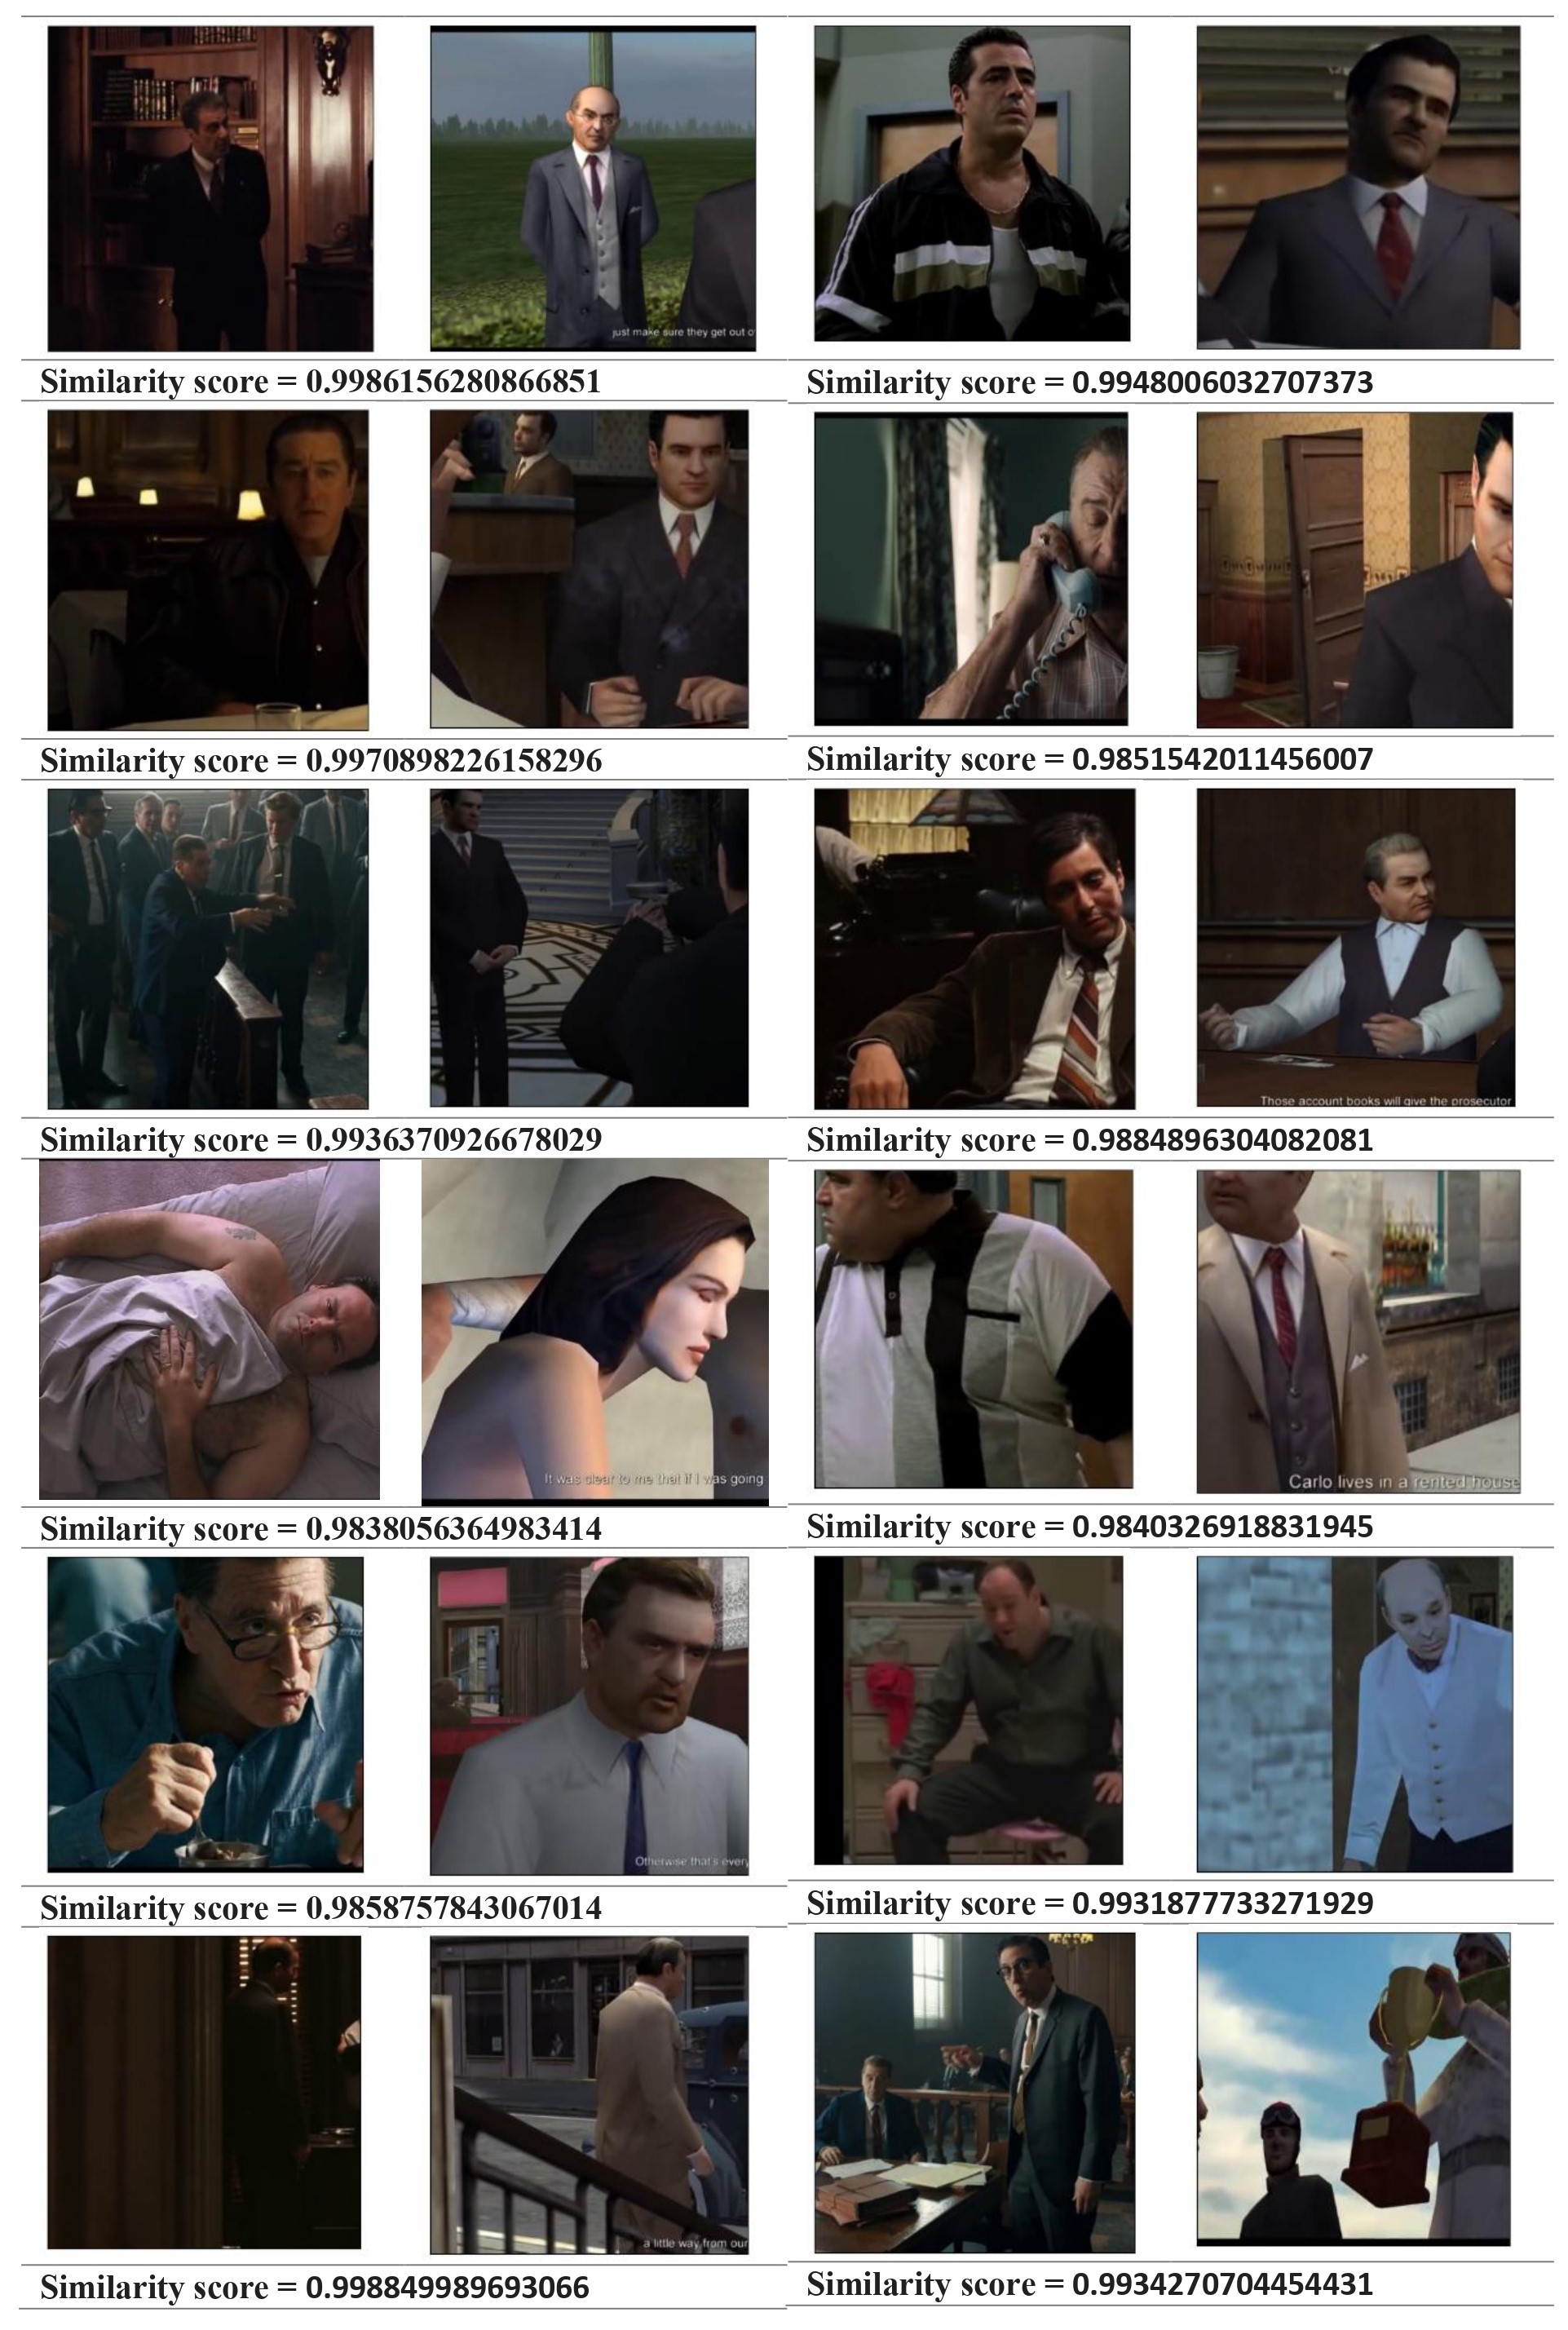 just make sure they get out o
Similarity score = 0.9986156280866851
Similarity score = 0.9948006032707373
Similarity score = 0.9970898226158296
Similarity score = 0.9851542011456007
Those account books will give the prosecutor
Similarity score = 0.9936370926678029
Similarity score = 0.9884896304082081
It was clear to me that if I was going
Carlo lives in a rented house
Similarity score = 0.9838056364983414
Similarity score = 0.9840326918831945
Otherwise that's every
Similarity score = 0.9858757843067014
Similarity score = 0.9931877733271929
a little way from our
Similarity score = 0.998849989693066
Similarity score = 0.9934270704454431